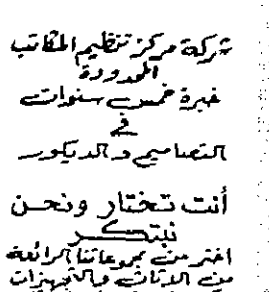 شركة مركز تنظيم المكاتب
المحدودة
خبرة خمس سنوات
في
التصاميم والديكور
أنت تختار ونحن
نبتكر
اختر من مجموعاتنا الرائعة
من الاثاث والتجهيزات